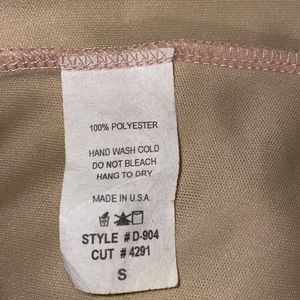 100% POLYESTER
HAND WASH COLD
DO NOT BLEACH
HANG TO DRY
MADE IN U.S.A.
STYLE # D-904
CUT # 4291
S